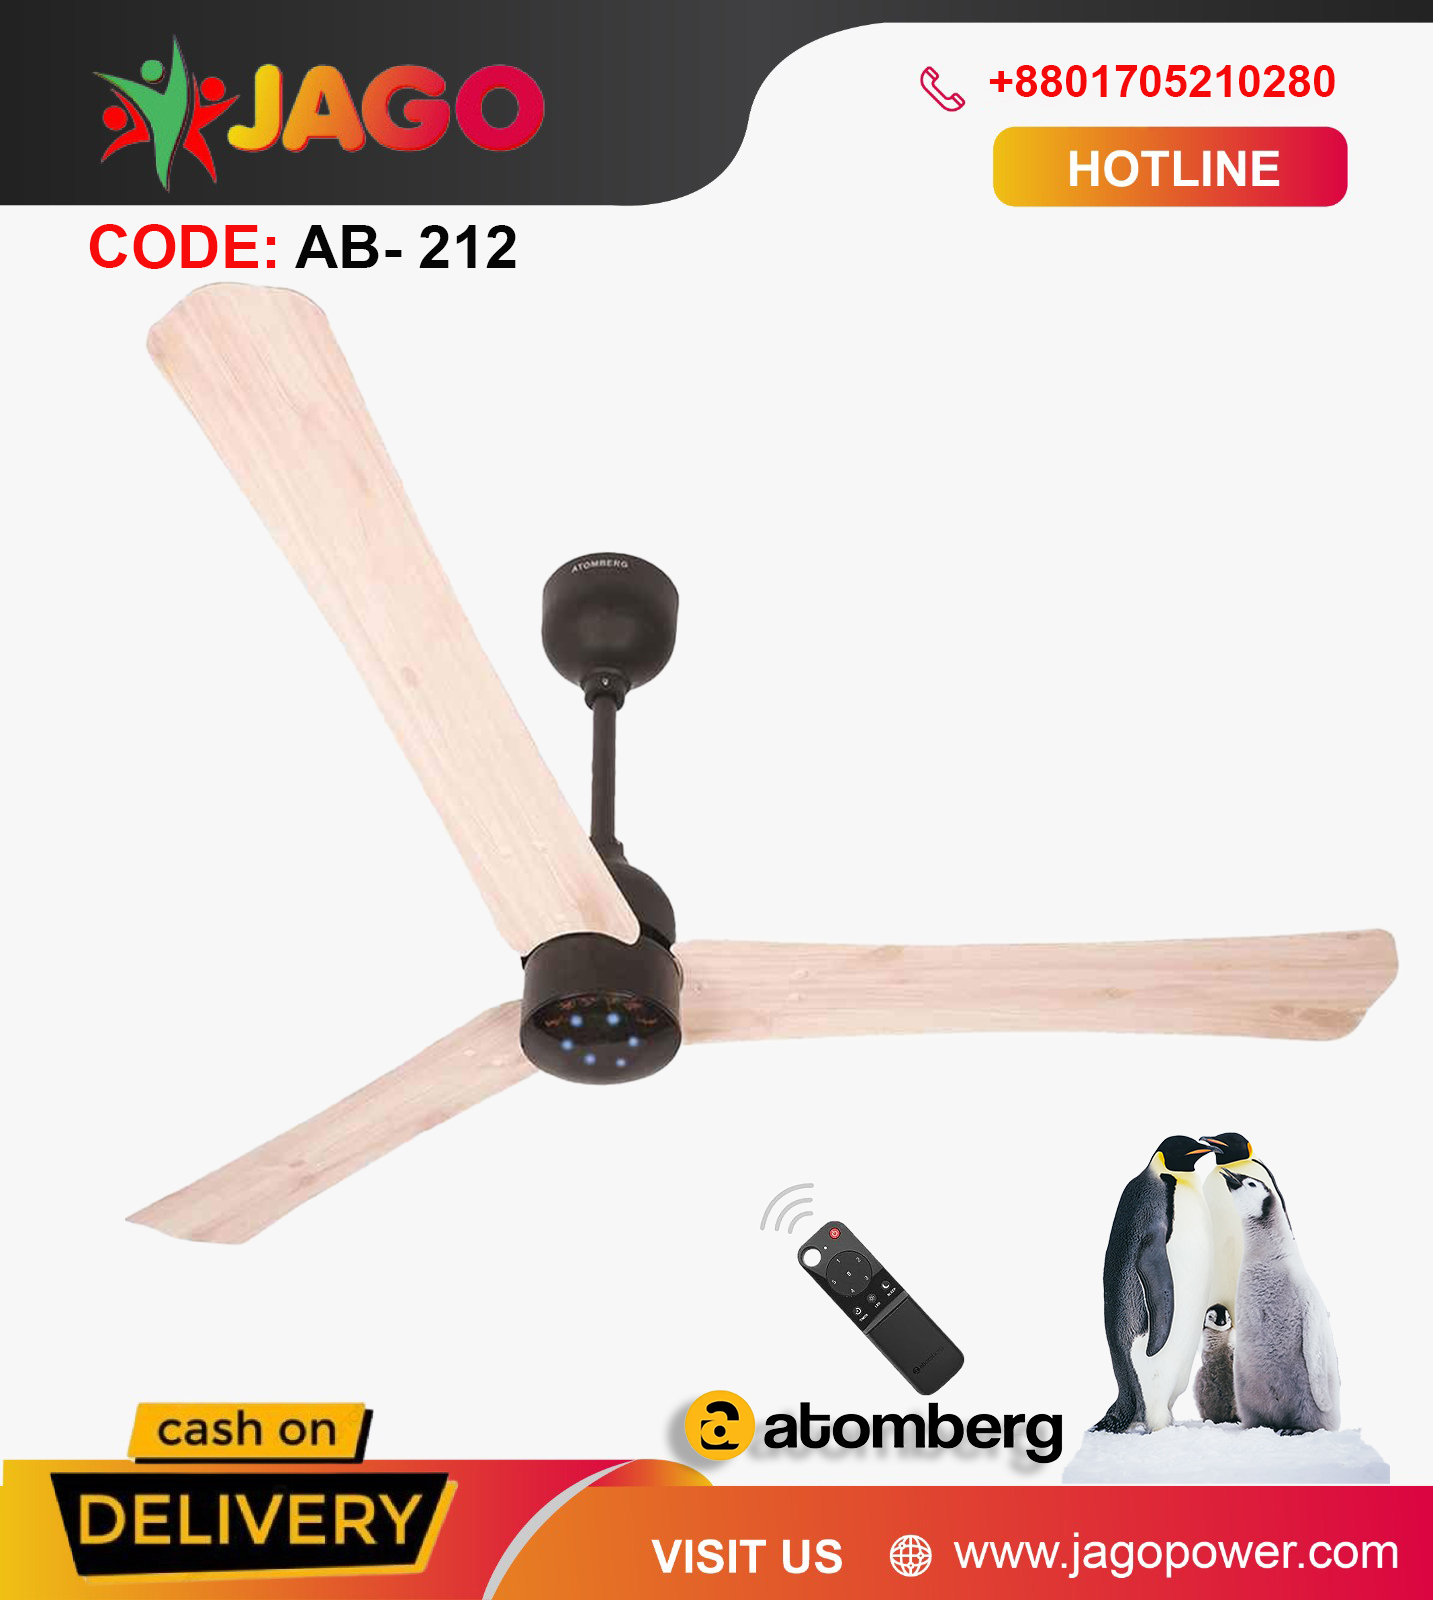 JAGO
+8801705210280
HOTLINE
CODE: AB- 212
ATOMBERG
atomberg
cash on
DELIVERY
VISIT US
www.jagopower.com